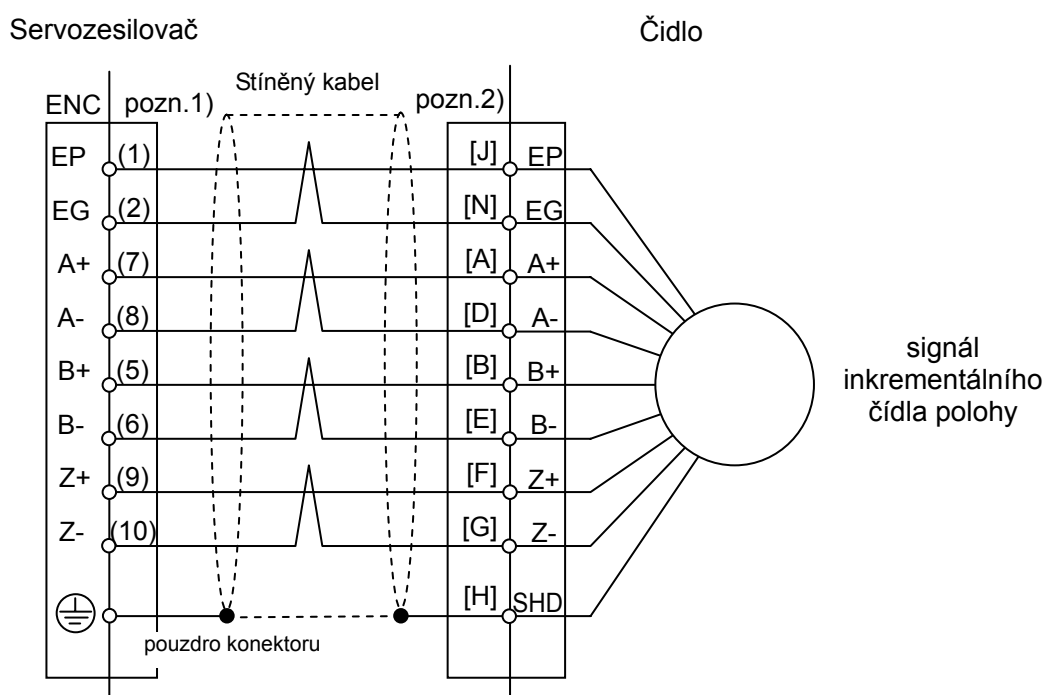 Servozesilovač Čidlo
Stíněný kabel
ENC pozn.1) pozn.2)
EP (1) [J] EP
EG (2) [N] EG
A+ (7) [A] A+
A- (8) [D] A-
B+ (5) [B] B+
B- (6) [E] B-
Z+ (9) [F] Z+
Z- (10) [G] Z-
[H] SHD
pouzdro konektoru
signál
inkrementálního
čídla polohy